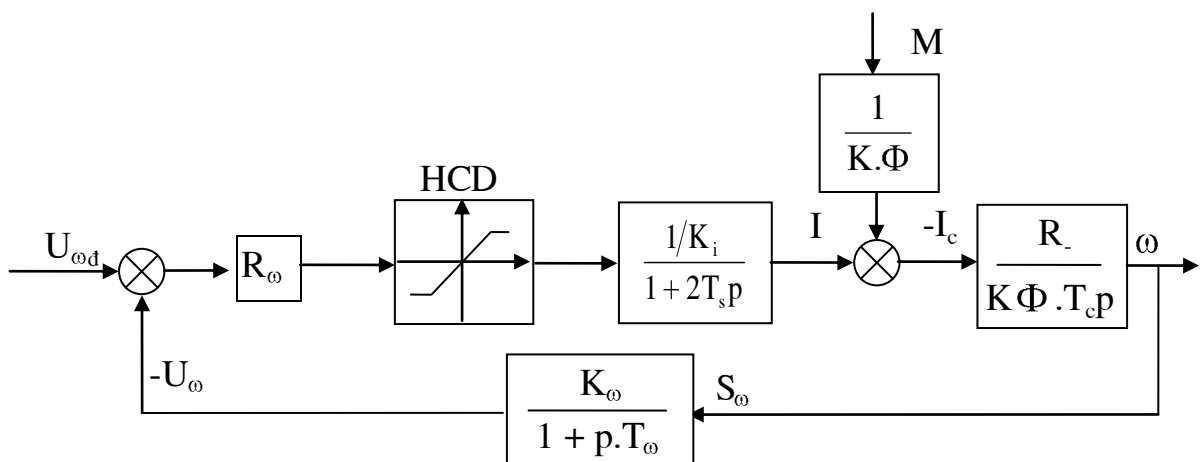 M
1
K.Φ
HCD
U_ωđ
R_ω
1/K_i
1 + 2T_s p
I
-I_c
R_-
KΦ.T_c p
ω
-U_ω
K_ω
1 + p.T_ω
S_ω